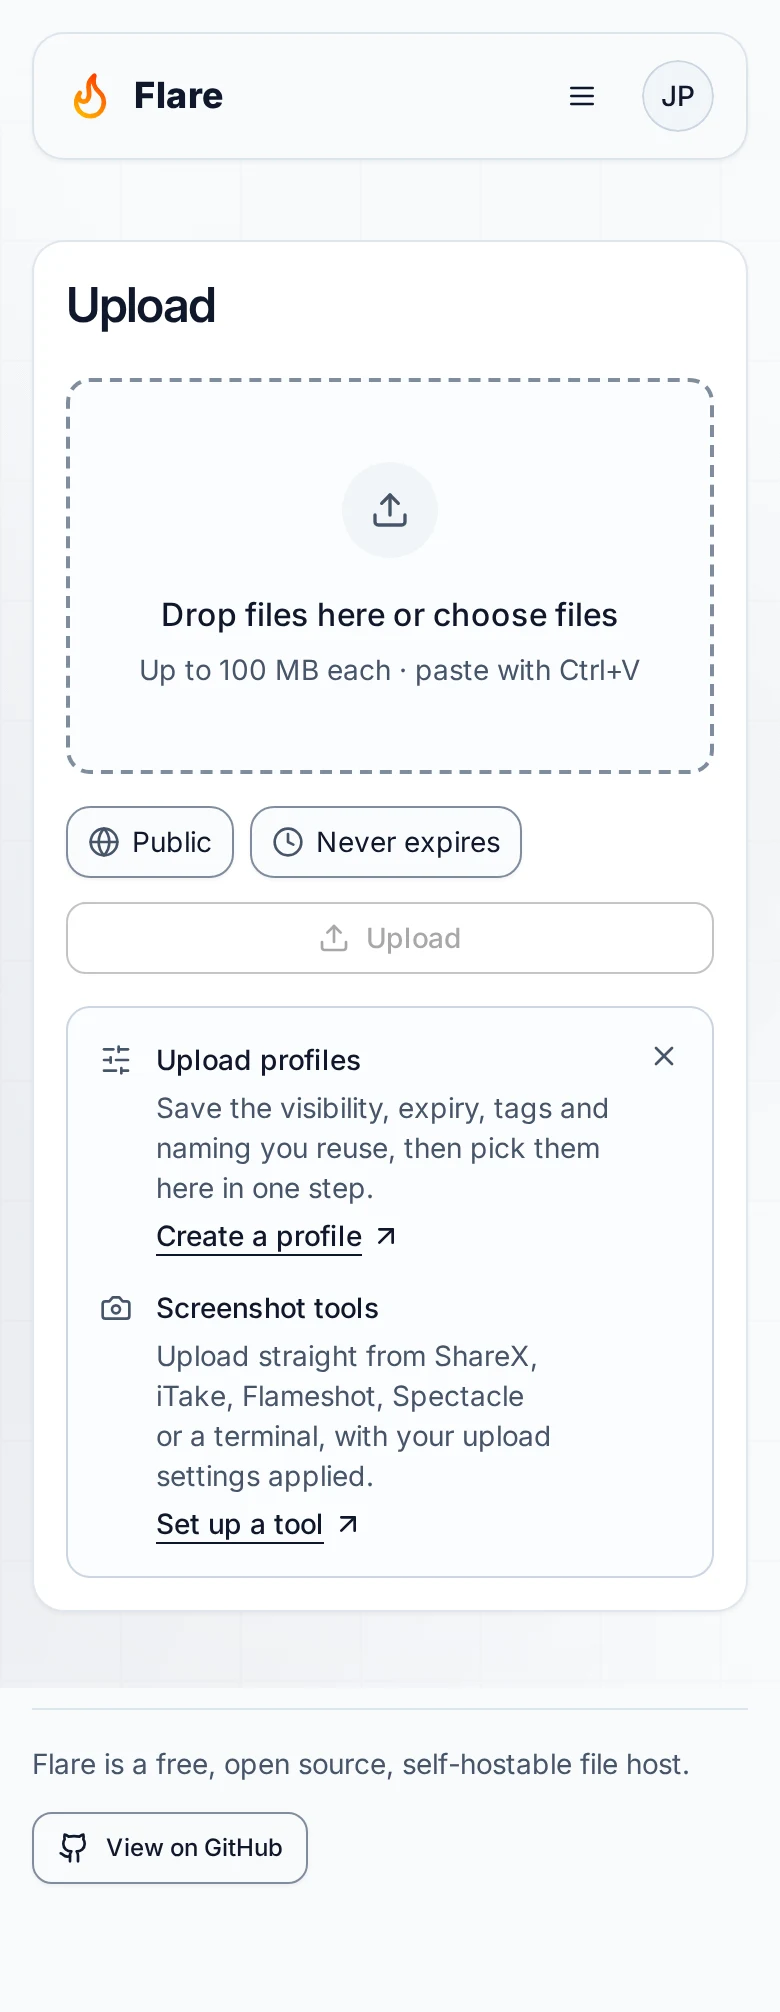 Flare
JP
Upload
Drop files here or choose files
Up to 100 MB each · paste with Ctrl+V
Public
Never expires
Upload
Upload profiles
Save the visibility, expiry, tags and
naming you reuse, then pick them
here in one step.
Create a profile
Screenshot tools
Upload straight from ShareX,
iTake, Flameshot, Spectacle
or a terminal, with your upload
settings applied.
Set up a tool
Flare is a free, open source, self-hostable file host.
View on GitHub